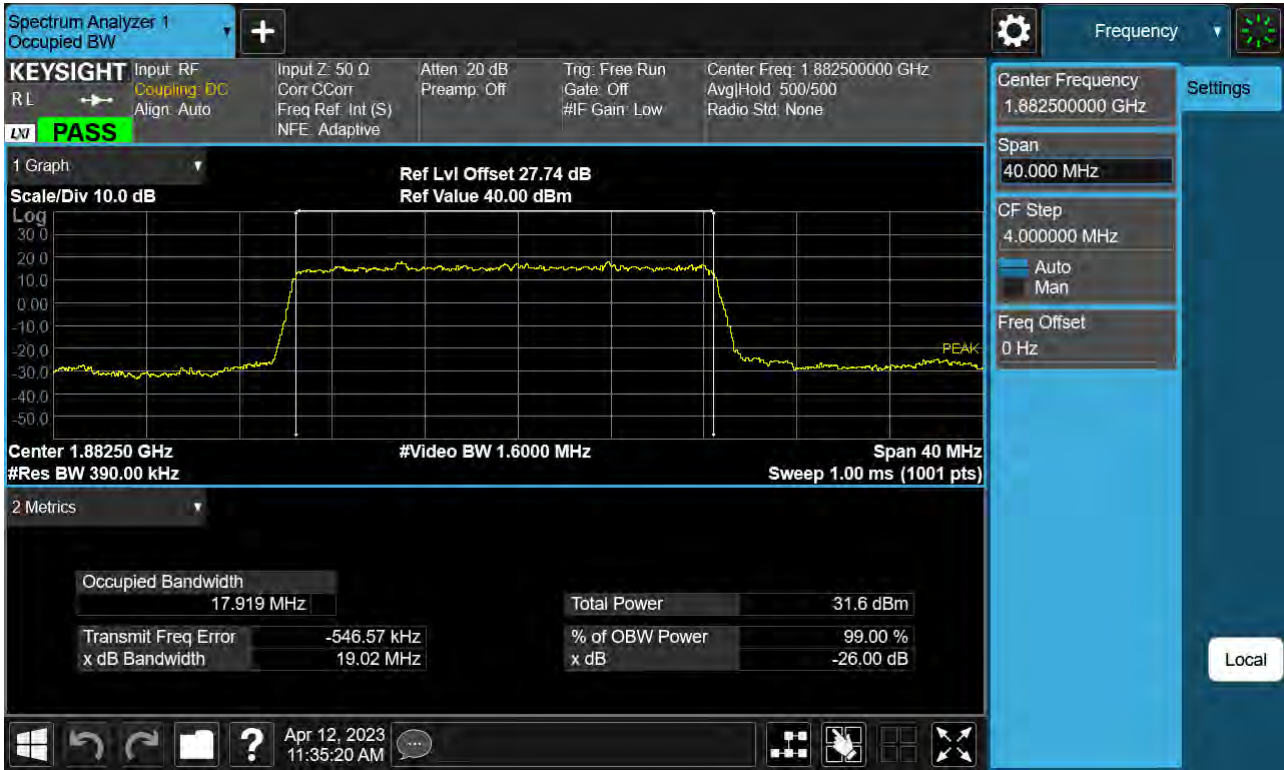 Spectrum Analyzer 1
Occupied BW
Frequency
KEYSIGHT
R L
LXI
PASS
Input: RF
Coupling: DC
Align: Auto
Input Z: 50 Ω
Corr CCorr
Freq Ref: Int (S)
NFE: Adaptive
Atten: 20 dB
Preamp: Off
Trig: Free Run
Gate: Off
#IF Gain: Low
Center Freq: 1.882500000 GHz
Avg|Hold: 500/500
Radio Std: None
Center Frequency
1.882500000 GHz
Settings
Span
40.000 MHz
CF Step
4.000000 MHz
Auto
Man
Freq Offset
0 Hz
Local
1 Graph
Scale/Div 10.0 dB
Ref Lvl Offset 27.74 dB
Ref Value 40.00 dBm
Log
30.0
20.0
10.0
0.00
-10.0
-20.0
-30.0
-40.0
-50.0
PEAK
Center 1.88250 GHz
#Video BW 1.6000 MHz
Span 40 MHz
#Res BW 390.00 kHz
Sweep 1.00 ms (1001 pts)
2 Metrics
Occupied Bandwidth
17.919 MHz
Total Power 31.6 dBm
Transmit Freq Error -546.57 kHz
% of OBW Power 99.00 %
x dB Bandwidth 19.02 MHz
x dB -26.00 dB
Apr 12, 2023
11:35:20 AM